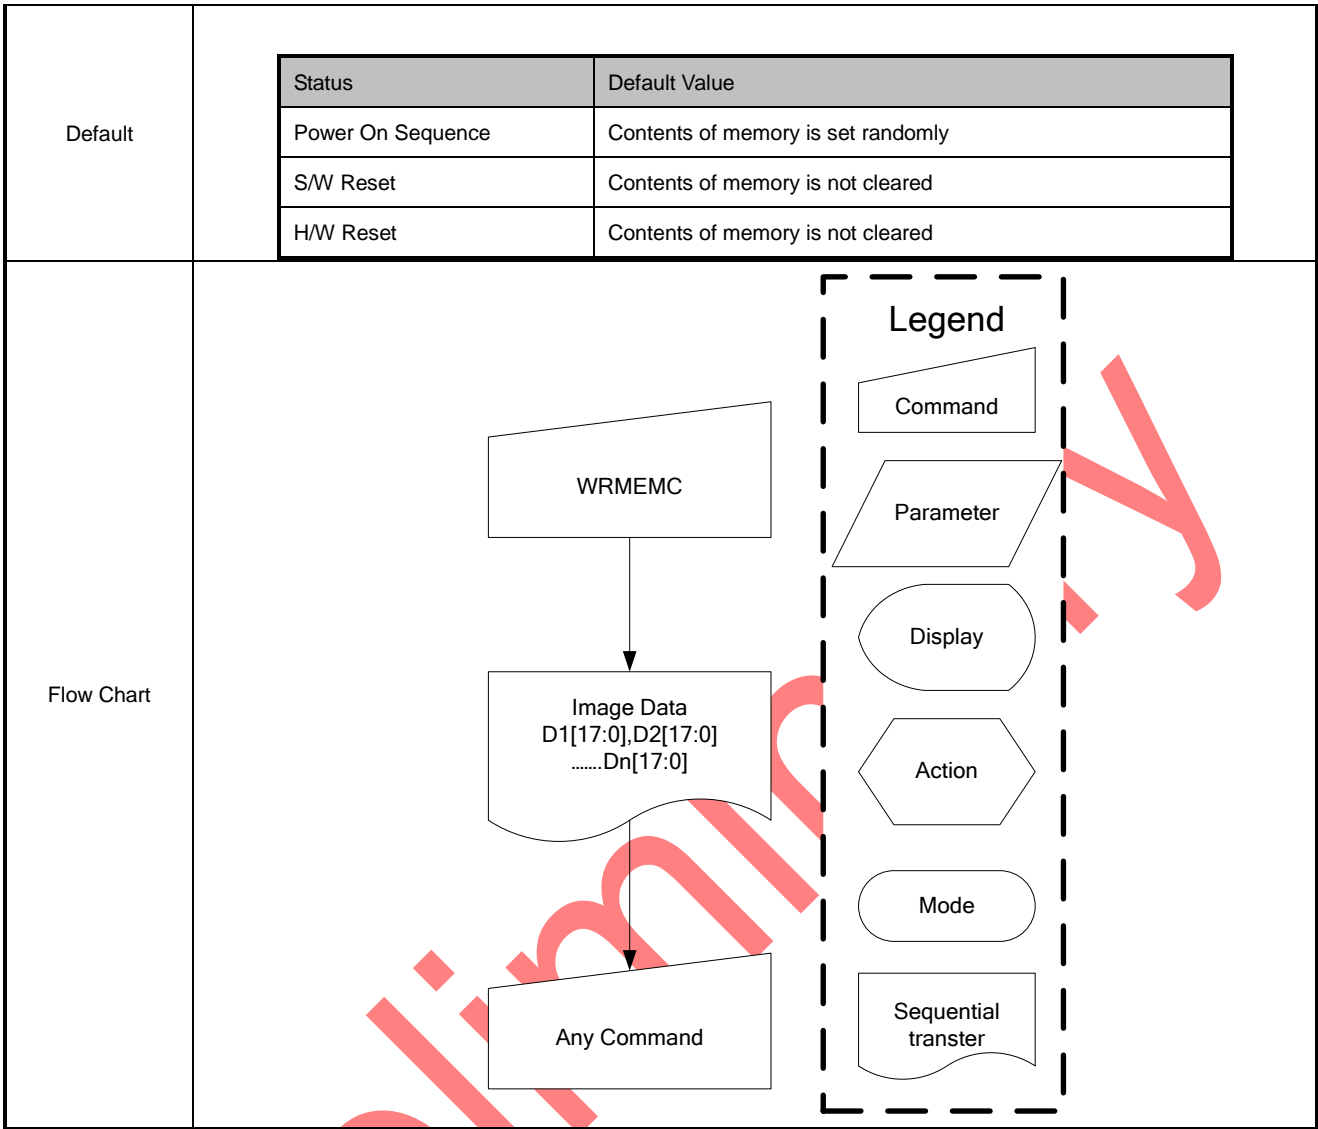 Default
Status Default Value
Power On Sequence Contents of memory is set randomly
S/W Reset Contents of memory is not cleared
H/W Reset Contents of memory is not cleared
Flow Chart
WRMEMC
Image Data
D1[17:0],D2[17:0]
.......Dn[17:0]
Any Command
Legend
Command
Parameter
Display
Action
Mode
Sequential
transter